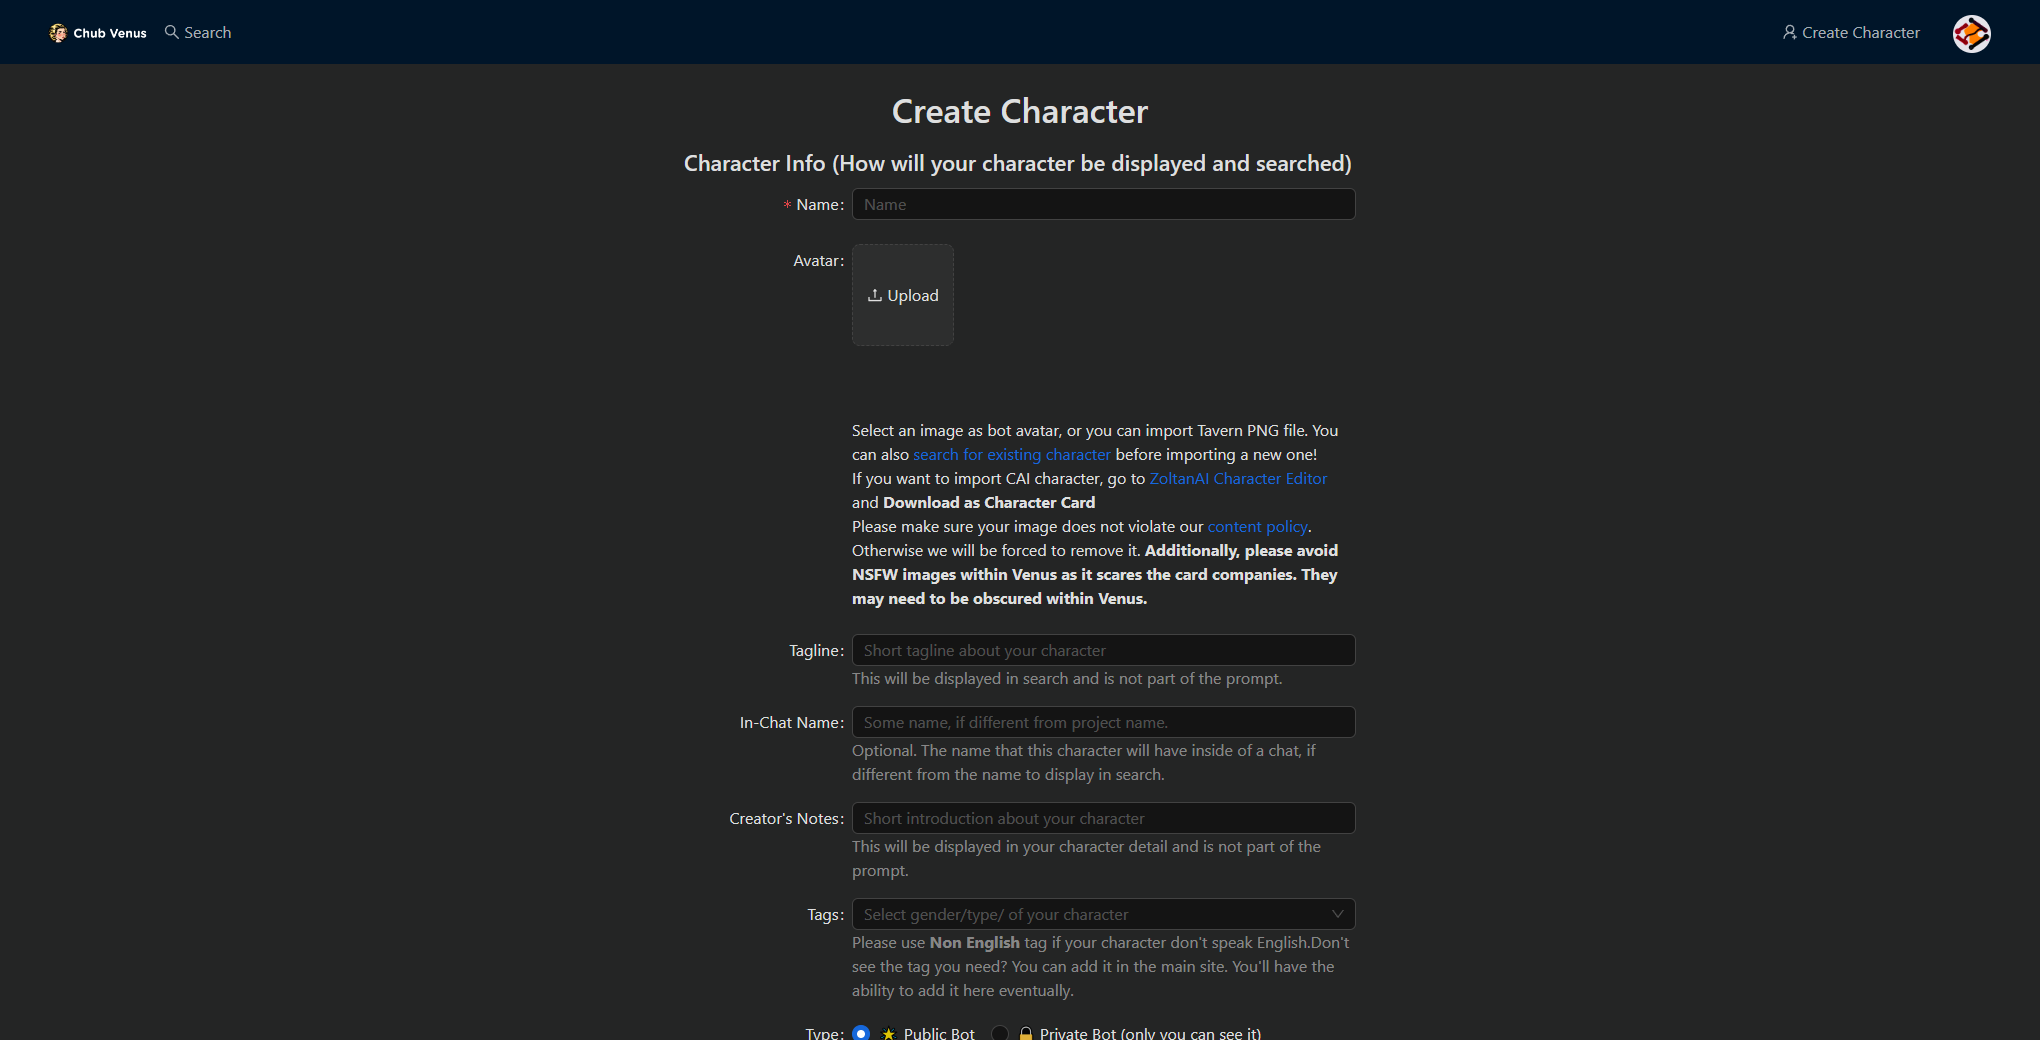 Chub Venus
Search
Create Character
Create Character
Character Info (How will your character be displayed and searched)
* Name:
Name
Avatar:
Upload
Select an image as bot avatar, or you can import Tavern PNG file. You
can also search for existing character before importing a new one!
If you want to import CAI character, go to ZoltanAI Character Editor
and Download as Character Card
Please make sure your image does not violate our content policy.
Otherwise we will be forced to remove it. Additionally, please avoid
NSFW images within Venus as it scares the card companies. They
may need to be obscured within Venus.
Tagline:
Short tagline about your character
This will be displayed in search and is not part of the prompt.
In-Chat Name:
Some name, if different from project name.
Optional. The name that this character will have inside of a chat, if
different from the name to display in search.
Creator's Notes:
Short introduction about your character
This will be displayed in your character detail and is not part of the
prompt.
Tags:
Select gender/type/ of your character
Please use Non English tag if your character don't speak English.Don't
see the tag you need? You can add it in the main site. You'll have the
ability to add it here eventually.
Type:
Public Bot
Private Bot (only you can see it)